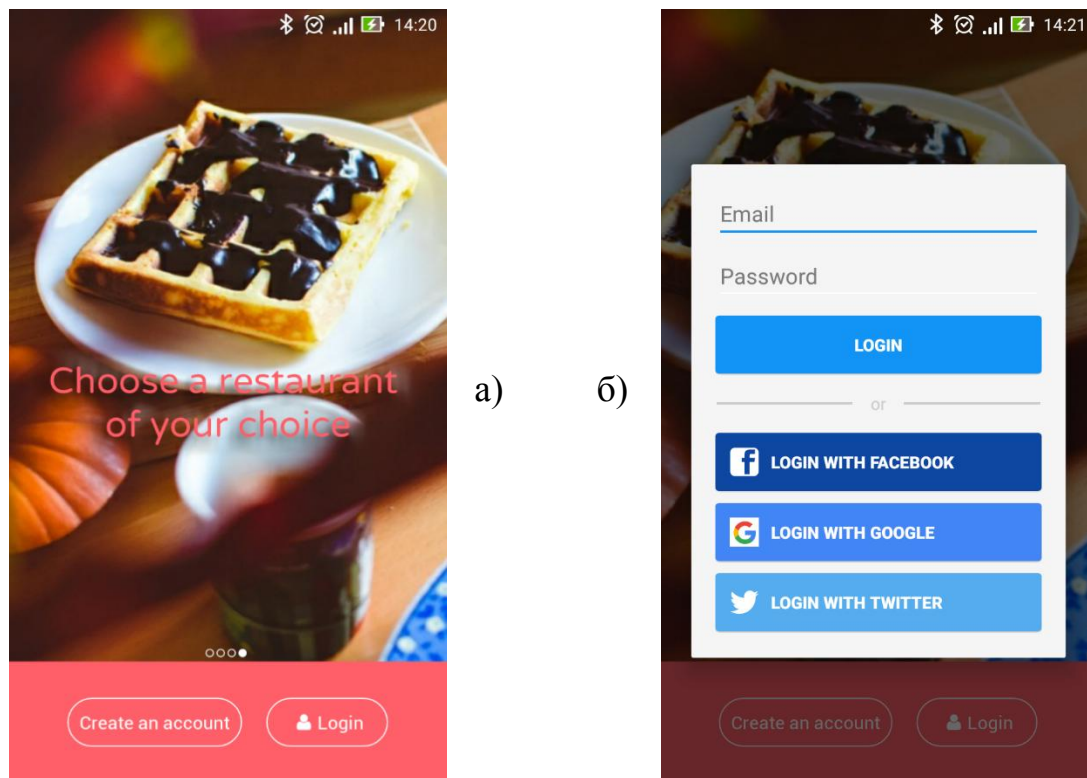 14:20
Choose a restaurant
of your choice
Create an account
Login
а)
б)
14:21
Email
Password
LOGIN
or
LOGIN WITH FACEBOOK
LOGIN WITH GOOGLE
LOGIN WITH TWITTER
Create an account
Login